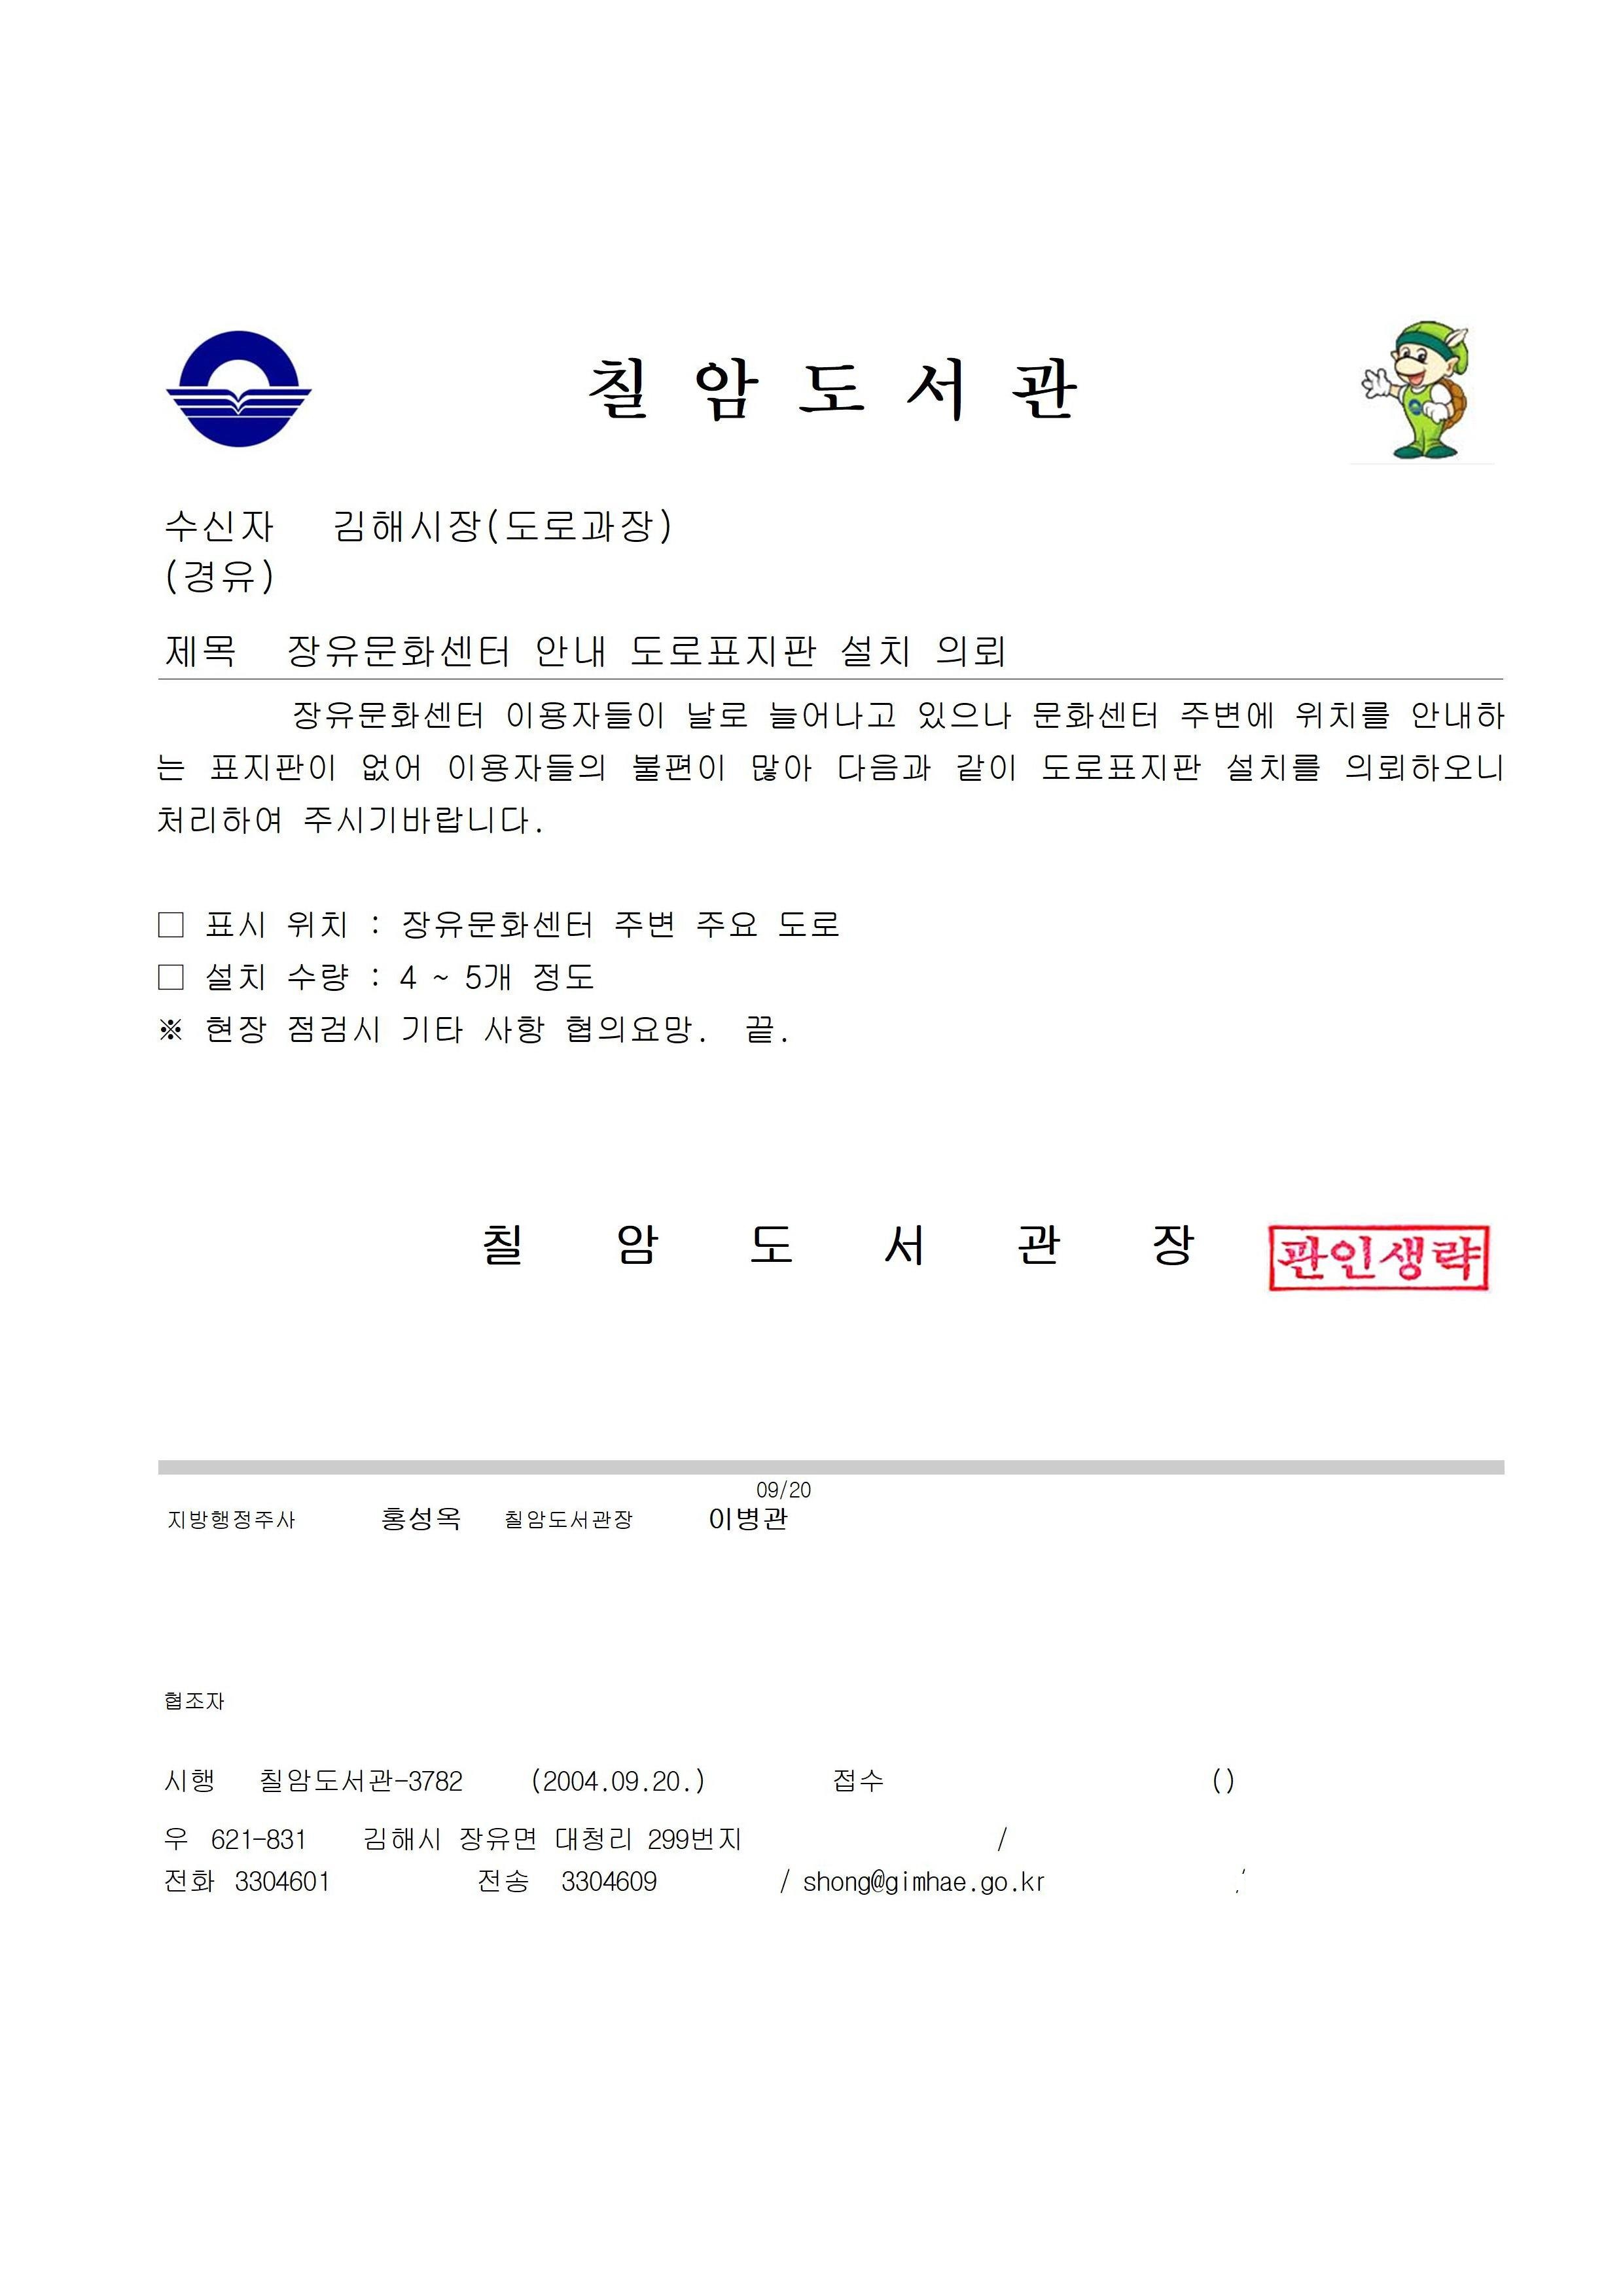 칠암도서관
수신자 김해시장(도로과장)
(경유)
제목 장유문화센터 안내 도로표지판 설치 의뢰
장유문화센터 이용자들이 날로 늘어나고 있으나 문화센터 주변에 위치를 안내하
는 표지판이 없어 이용자들의 불편이 많아 다음과 같이 도로표지판 설치를 의뢰하오니
처리하여 주시기바랍니다.
□ 표시 위치 : 장유문화센터 주변 주요 도로
□ 설치 수량 : 4 ~ 5개 정도
※ 현장 점검시 기타 사항 협의요망. 끝.
칠 암 도 서 관 장 관인생략
09/20
지방행정주사 홍성옥 칠암도서관장 이병관
협조자
시행 칠암도서관-3782 (2004.09.20.) 접수 ()
우 621-831 김해시 장유면 대청리 299번지 /
전화 3304601 전송 3304609 / shong@gimhae.go.kr